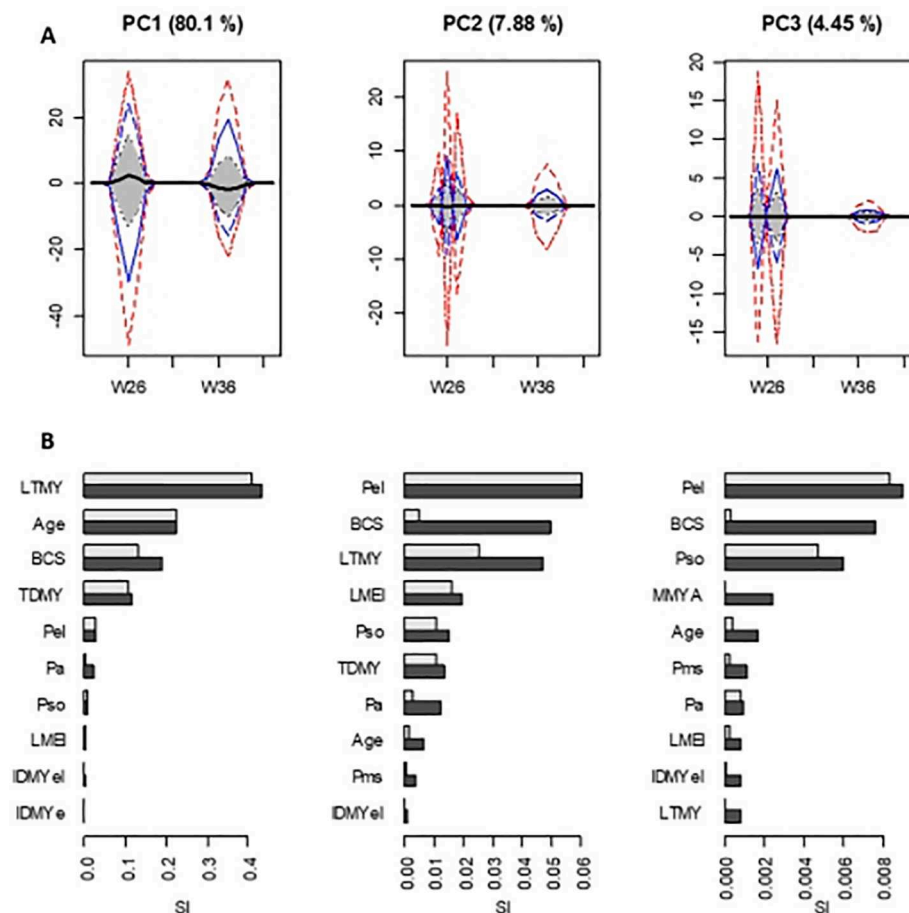 A
PC1 (80.1 %)
PC2 (7.88 %)
PC3 (4.45 %)
20
0
-20
-40
W26
W36
20
10
0
-10
-20
W26
W36
20
15
10
5
0
-5
-10
-15
W26
W36
B
LTMY
Age
BCS
TDMY
Pel
Pa
Pso
LMEI
IDMYel
IDMYe
0.0
0.1
0.2
0.3
0.4
SI
Pel
BCS
LTMY
LMEI
Pso
TDMY
Pa
Age
Pms
IDMYel
0.00
0.01
0.02
0.03
0.04
0.05
0.06
SI
Pel
BCS
Pso
MMYA
Age
Pms
Pa
LMEI
IDMYel
LTMY
0.000
0.002
0.004
0.006
0.008
SI